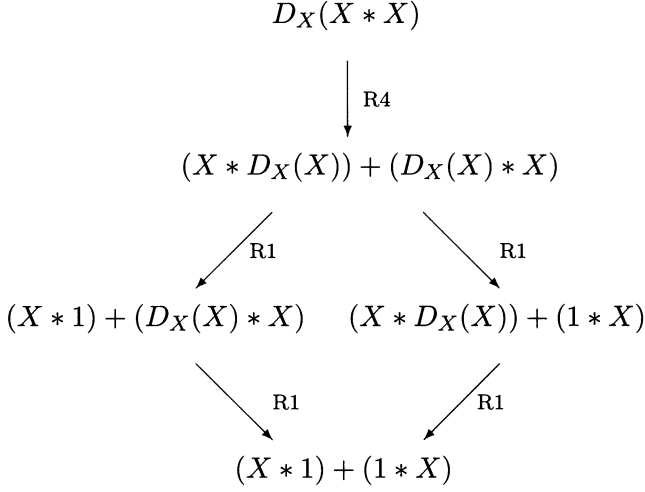 D_X(X ∗ X)
R4
(X ∗ D_X(X)) + (D_X(X) ∗ X)
R1 R1
(X ∗ 1) + (D_X(X) ∗ X) (X ∗ D_X(X)) + (1 ∗ X)
R1 R1
(X ∗ 1) + (1 ∗ X)